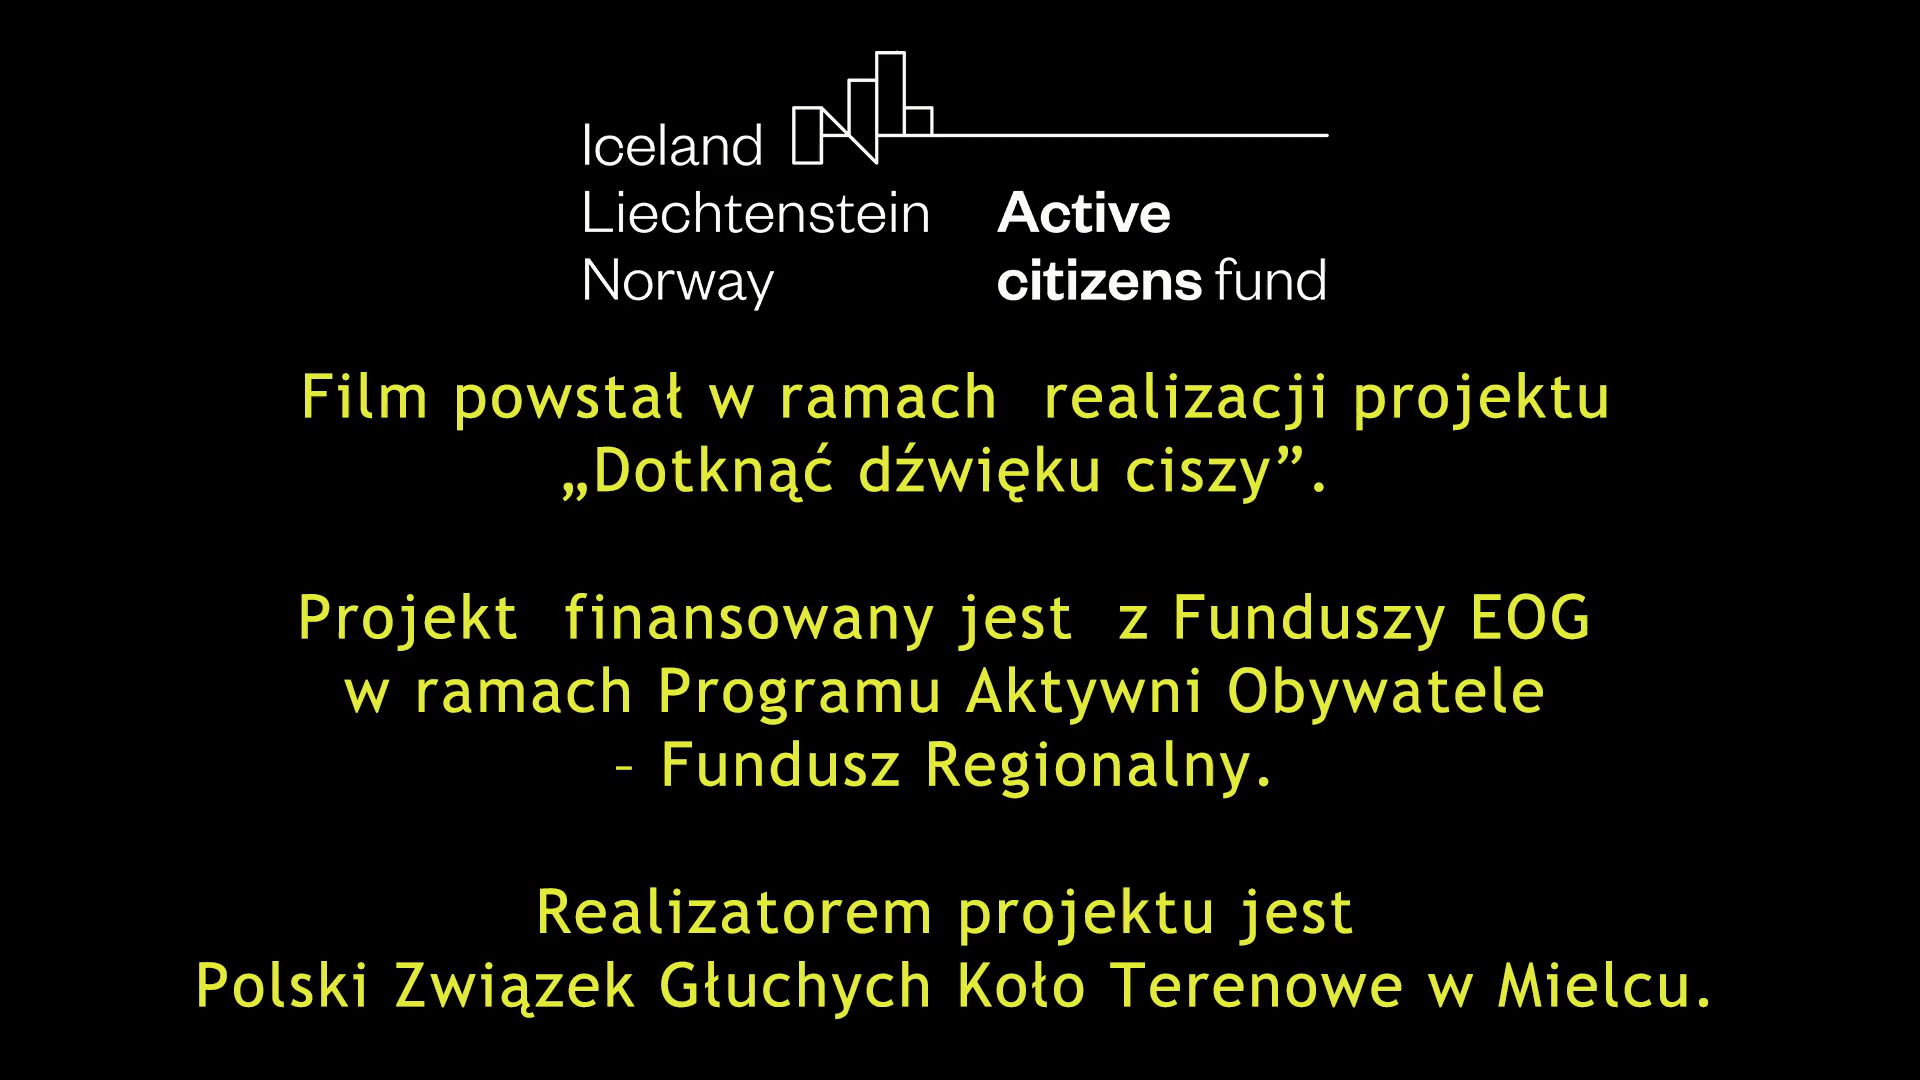 Iceland
Liechtenstein
Norway
Active
citizens fund
Film powstał w ramach realizacji projektu
„Dotknąć dźwięku ciszy”.
Projekt finansowany jest z Funduszy EOG
w ramach Programu Aktywni Obywatele
– Fundusz Regionalny.
Realizatorem projektu jest
Polski Związek Głuchych Koło Terenowe w Mielcu.